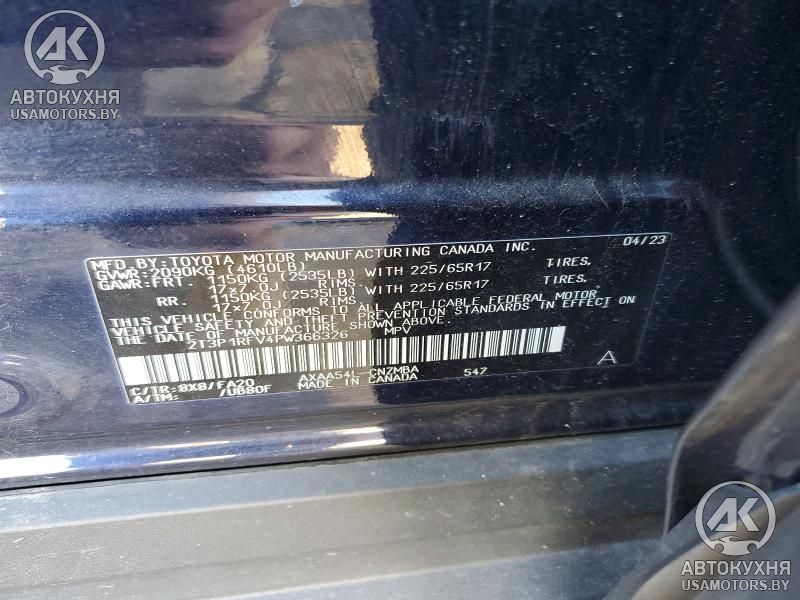 AK
АВТОКУХНЯ
USAMOTORS.BY
MFD BY:TOYOTA MOTOR MANUFACTURING CANADA INC. 04/23
GVWR:2090KG (4610LB)
GAWR:FRT. 1150KG (2535LB) WITH 225/65R17 TIRES,
17x7.0J RIMS,
RR. 1150KG (2535LB) WITH 225/65R17 TIRES,
17x7.0J RIMS,
THIS VEHICLE CONFORMS TO ALL APPLICABLE FEDERAL MOTOR
VEHICLE SAFETY AND THEFT PREVENTION STANDARDS IN EFFECT ON
THE DATE OF MANUFACTURE SHOWN ABOVE.
2T3P1RFV4PW366326 MPV
A
C/TR:8X8/FA20 AXAA54L-CNZMBA 547
A/TM: /UB80F MADE IN CANADA
AK
АВТОКУХНЯ
USAMOTORS.BY